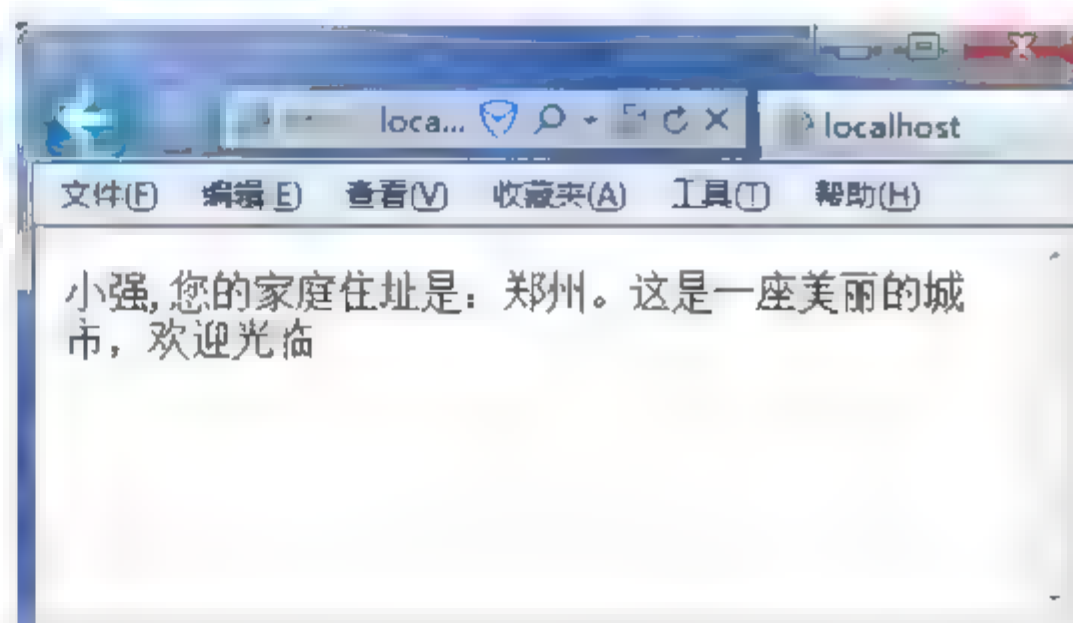 loca... localhost
文件(F) 编辑 E) 查看(V) 收藏夹(A) 工具(T) 帮助(H)
小强,您的家庭住址是：郑州。这是一座美丽的城
市，欢迎光临